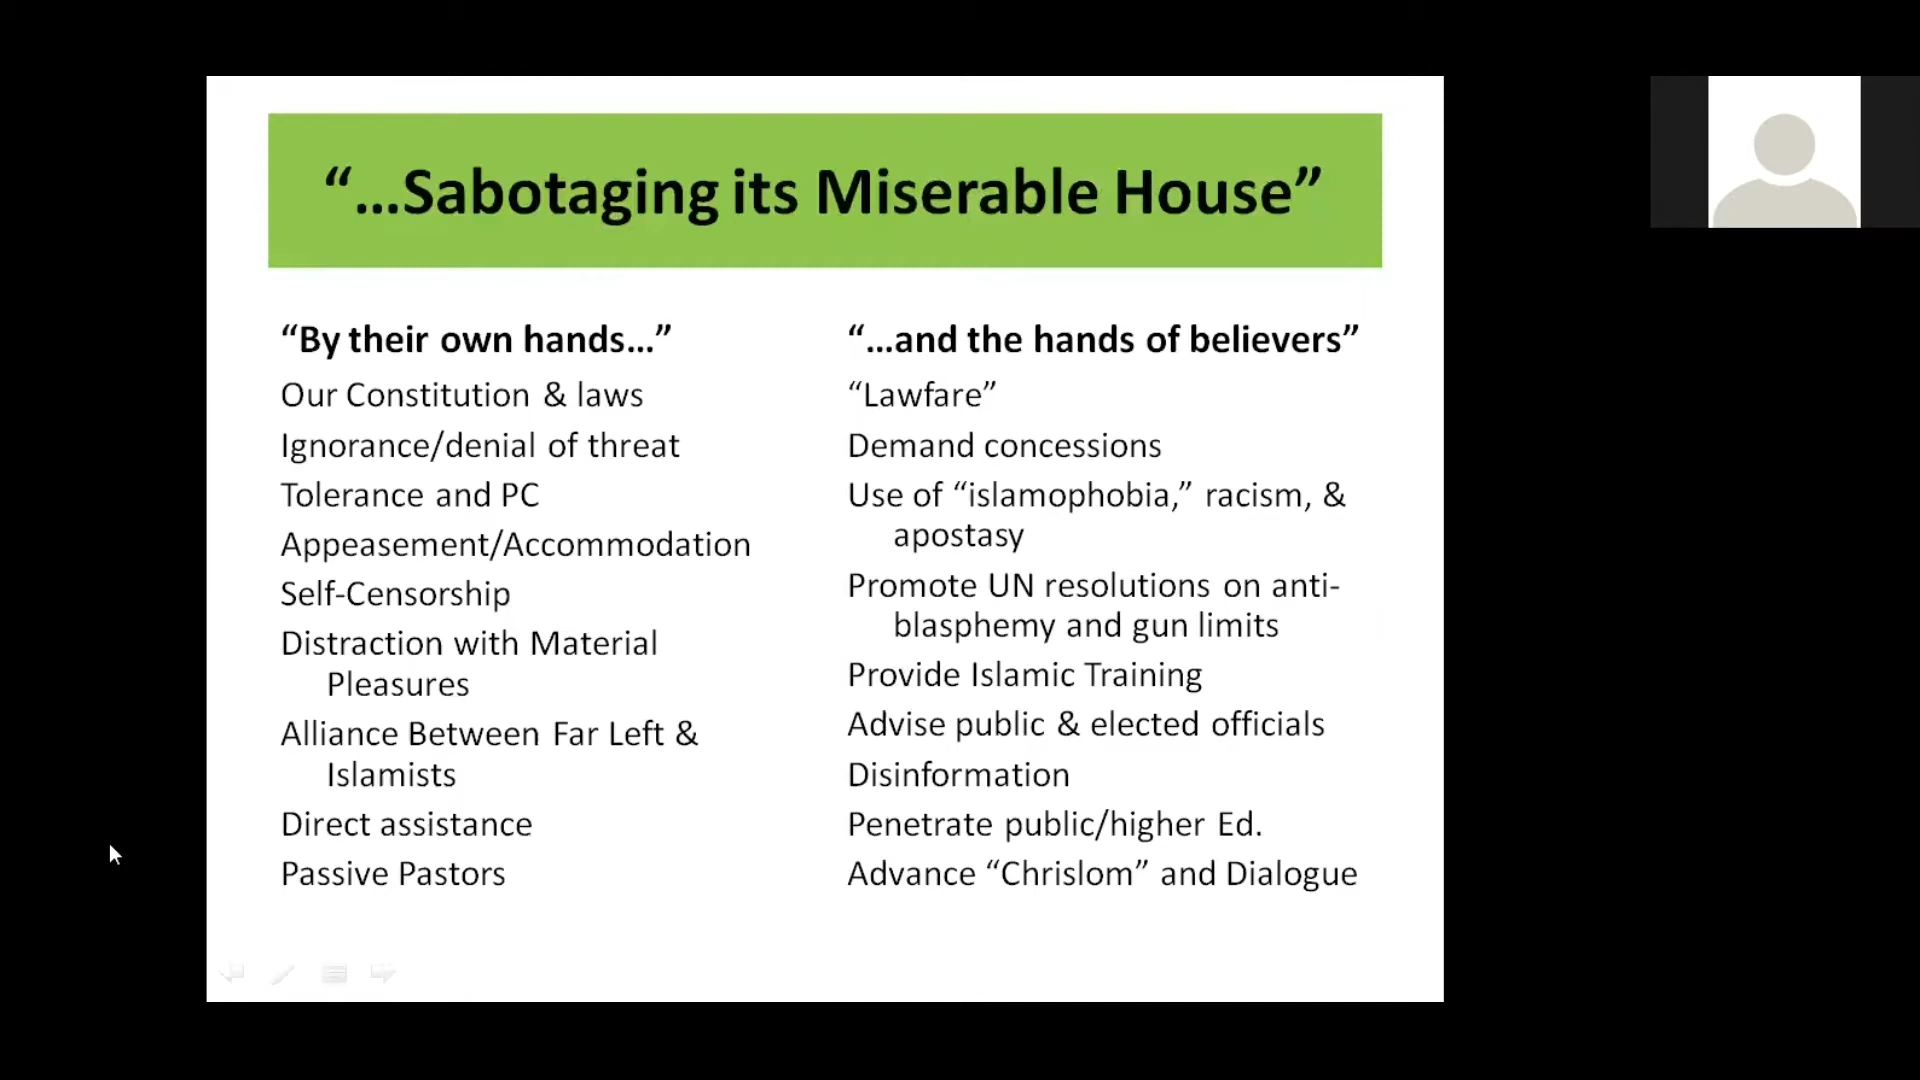 “...Sabotaging its Miserable House”
“By their own hands...”
Our Constitution & laws
Ignorance/denial of threat
Tolerance and PC
Appeasement/Accommodation
Self-Censorship
Distraction with Material
Pleasures
Alliance Between Far Left &
Islamists
Direct assistance
Passive Pastors
“...and the hands of believers”
“Lawfare”
Demand concessions
Use of “islamophobia,” racism, &
apostasy
Promote UN resolutions on anti-
blasphemy and gun limits
Provide Islamic Training
Advise public & elected officials
Disinformation
Penetrate public/higher Ed.
Advance “Chrislom” and Dialogue